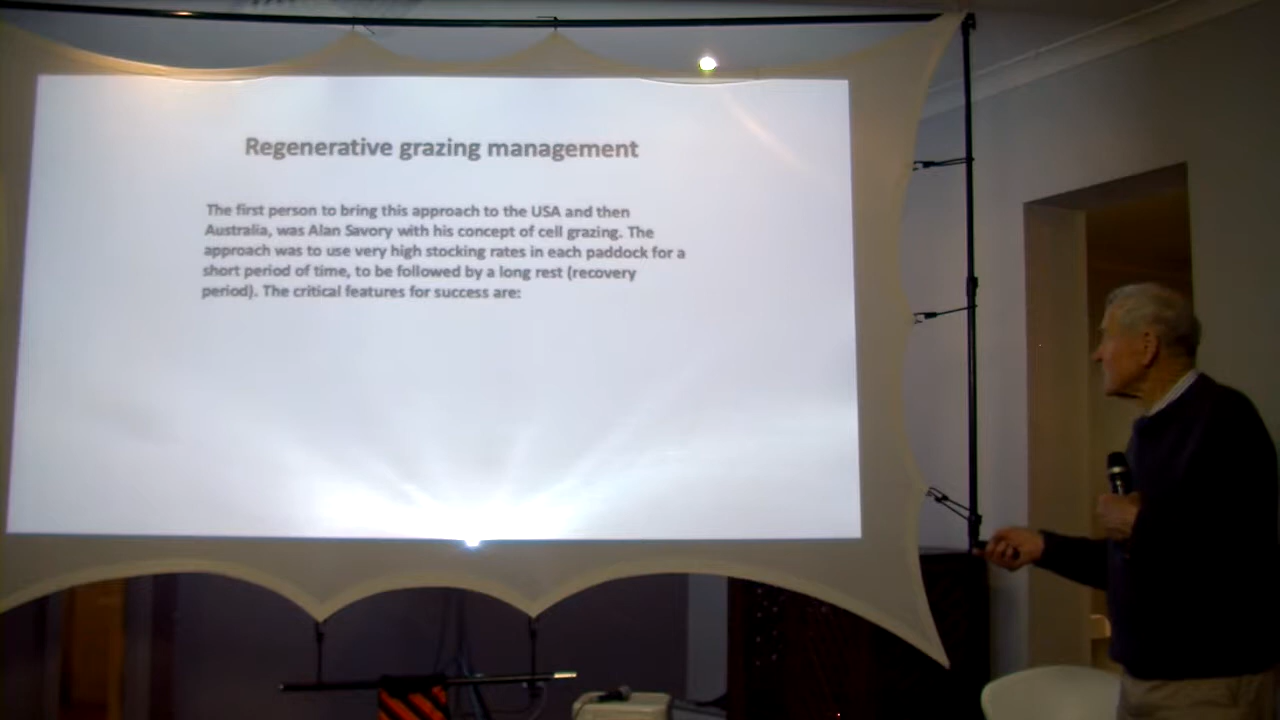 Regenerative grazing management
The first person to bring this approach to the USA and then
Australia, was Alan Savory with his concept of cell grazing. The
approach was to use very high stocking rates in each paddock for a
short period of time, to be followed by a long rest (recovery
period). The critical features for success are: